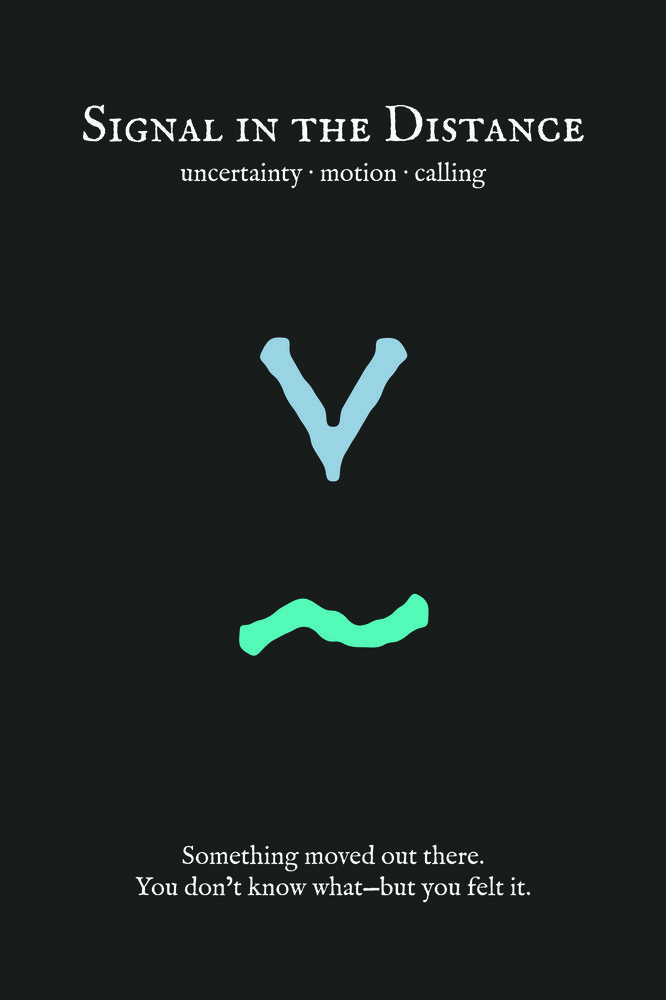 Signal in the Distance
uncertainty · motion · calling
Something moved out there.
You don't know what—but you felt it.